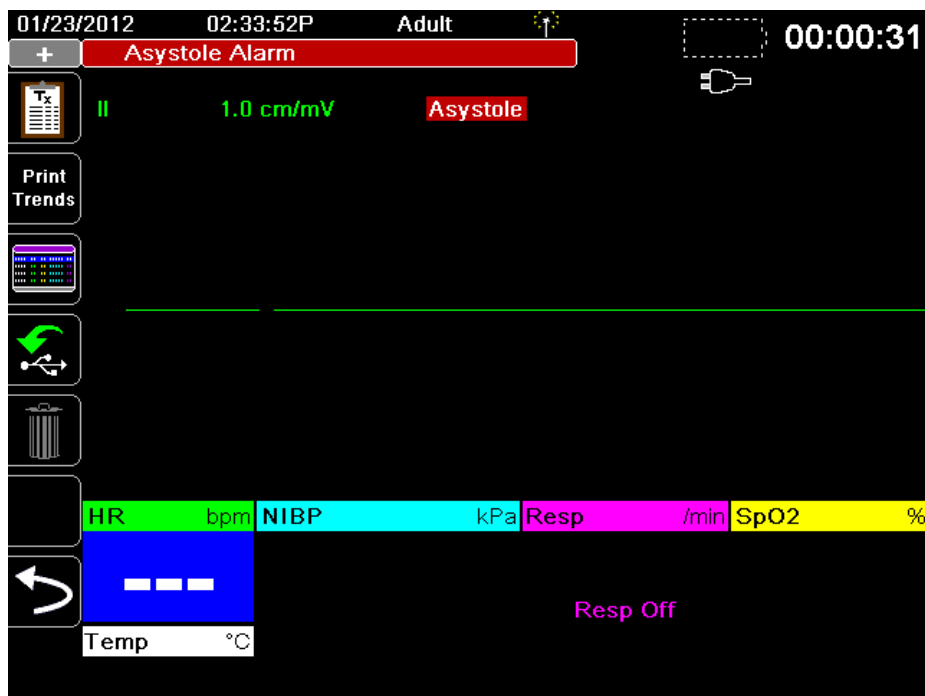 01/23/2012 02:33:52P Adult 00:00:31
+ Asystole Alarm
Tx
II 1.0 cm/mV Asystole
Print
Trends
HR bpm NIBP kPa Resp /min SpO2 %
---
Resp Off
Temp °C